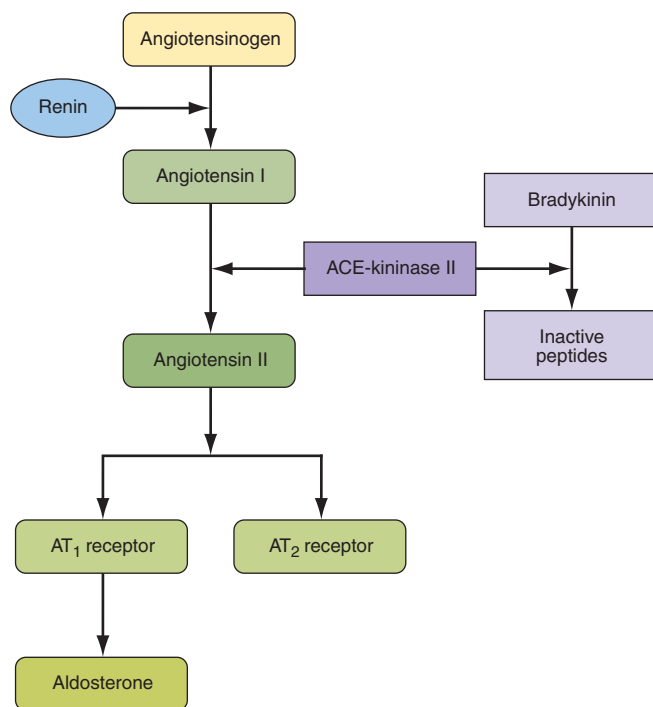 Angiotensinogen
Renin
Angiotensin I
Bradykinin
ACE-kininase II
Inactive
peptides
Angiotensin II
AT₁ receptor
AT₂ receptor
Aldosterone